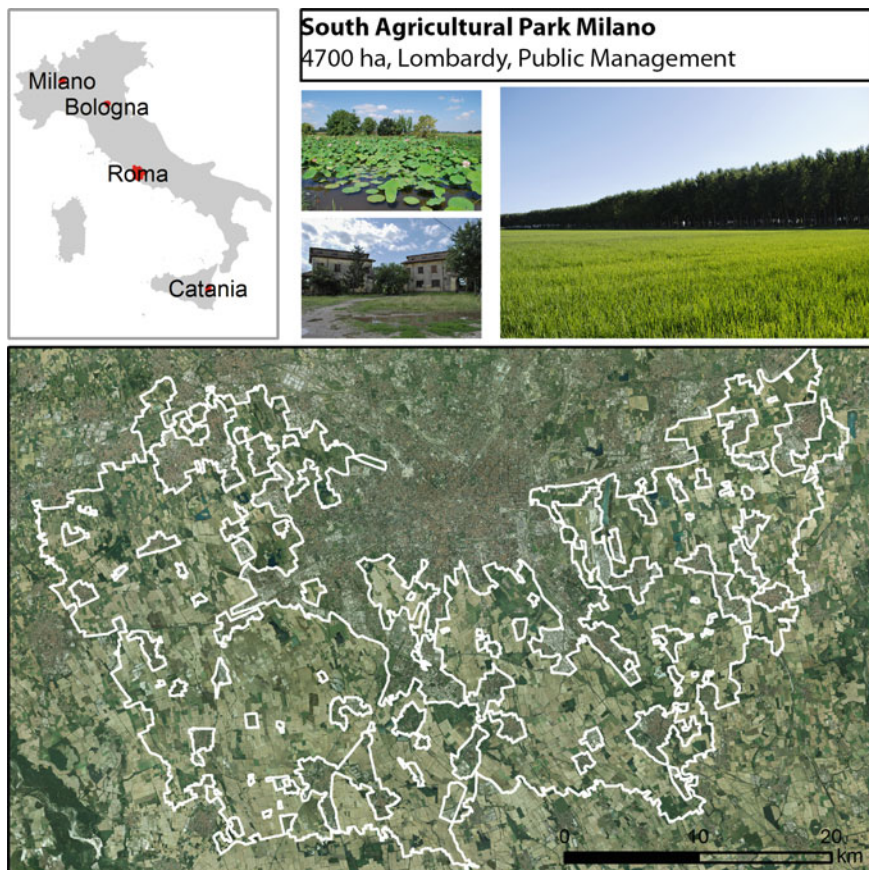 South Agricultural Park Milano
4700 ha, Lombardy, Public Management
Milano
Bologna
Roma
Catania
0 10 20
km